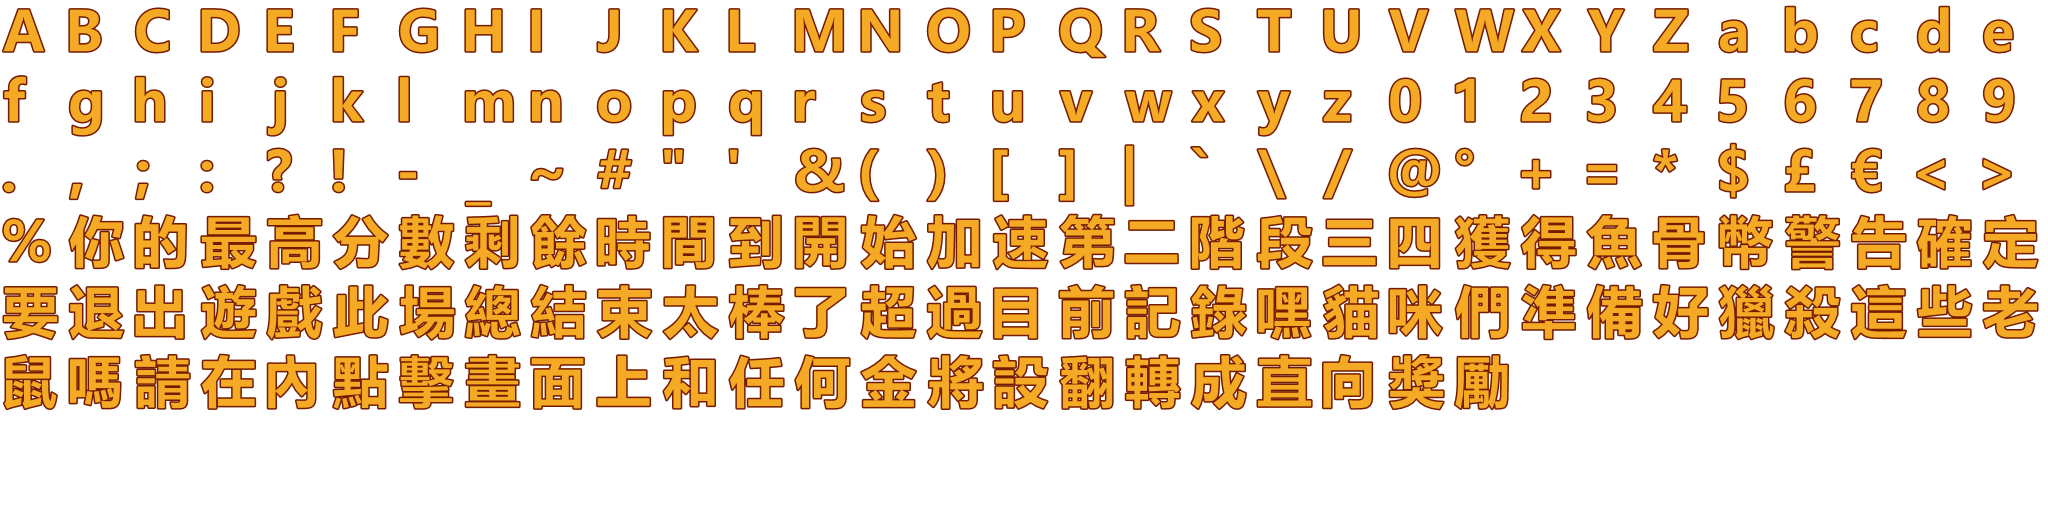 A B C D E F G H I J K L M N O P Q R S T U V W X Y Z a b c d e
f g h i j k l m n o p q r s t u v w x y z 0 1 2 3 4 5 6 7 8 9
. , ; : ? ! - _ ~ # " ' & ( ) [ ] | ` \ / @ ° + = * $ £ € < >
% 你 的 最 高 分 數 剩 餘 時 間 到 開 始 加 速 第 二 階 段 三 四 獲 得 魚 骨 幣 警 告 確 定
要 退 出 遊 戲 此 場 總 結 束 太 棒 了 超 過 目 前 記 錄 嘿 貓 咪 們 準 備 好 獵 殺 這 些 老
鼠 嗎 請 在 內 點 擊 畫 面 上 和 任 何 金 將 設 翻 轉 成 直 向 獎 勵